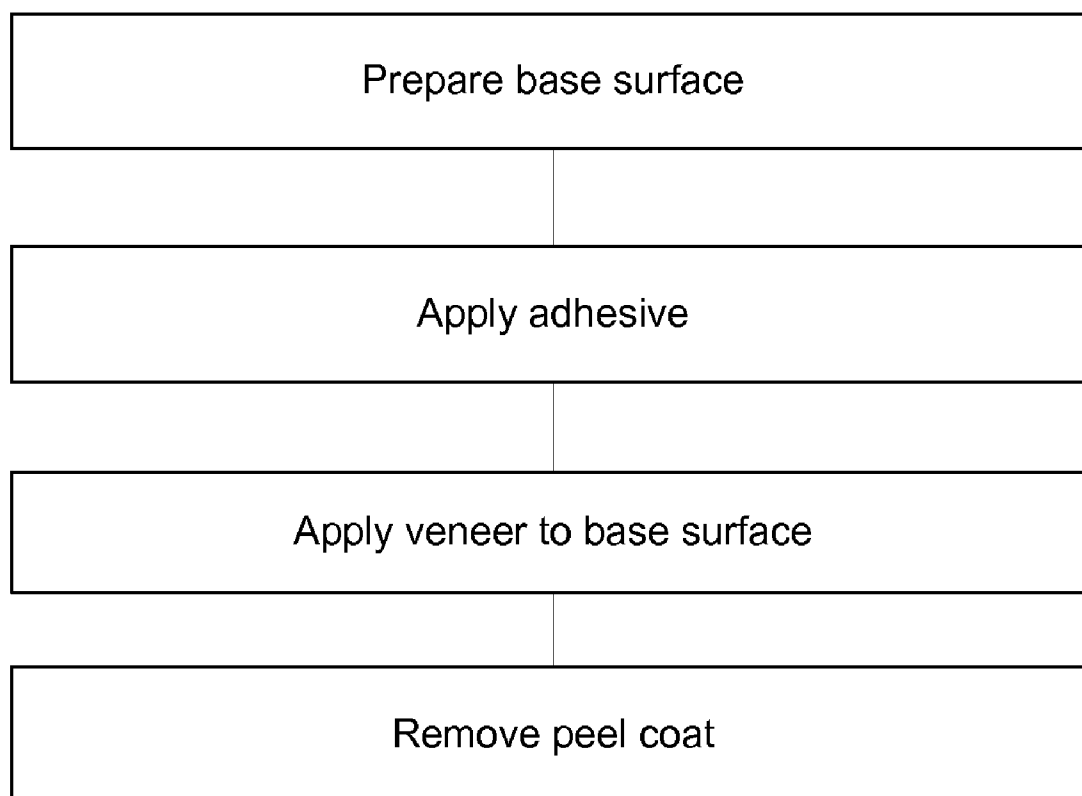 Prepare base surface
Apply adhesive
Apply veneer to base surface
Remove peel coat